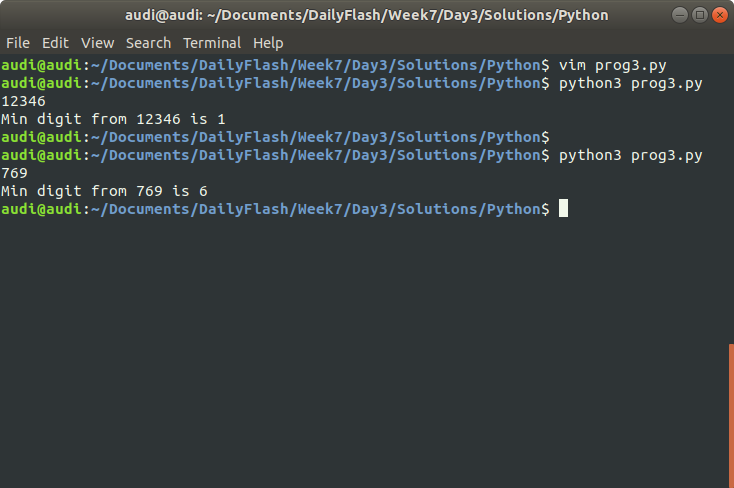 audi@audi: ~/Documents/DailyFlash/Week7/Day3/Solutions/Python
File Edit View Search Terminal Help
audi@audi:~/Documents/DailyFlash/Week7/Day3/Solutions/Python$ vim prog3.py
audi@audi:~/Documents/DailyFlash/Week7/Day3/Solutions/Python$ python3 prog3.py
12346
Min digit from 12346 is 1
audi@audi:~/Documents/DailyFlash/Week7/Day3/Solutions/Python$
audi@audi:~/Documents/DailyFlash/Week7/Day3/Solutions/Python$ python3 prog3.py
769
Min digit from 769 is 6
audi@audi:~/Documents/DailyFlash/Week7/Day3/Solutions/Python$